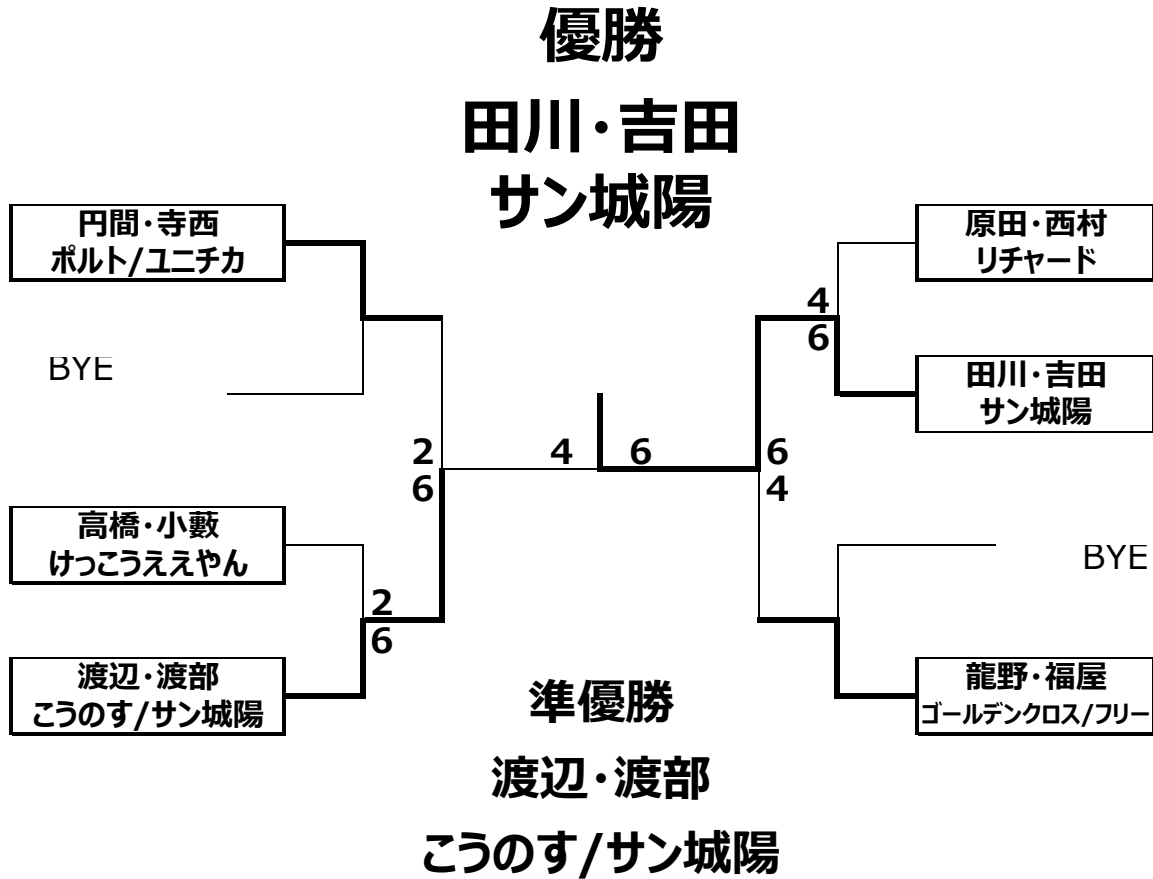 優勝
田川・吉田
サン城陽
円間・寺西
ポルト/ユニチカ
原田・西村
リチャード
4
6
BYE
田川・吉田
サン城陽
2
6
4
6
6
4
高橋・小藪
けっこうええやん
BYE
2
6
渡辺・渡部
こうのす/サン城陽
龍野・福屋
ゴールデンクロス/フリー
準優勝
渡辺・渡部
こうのす/サン城陽